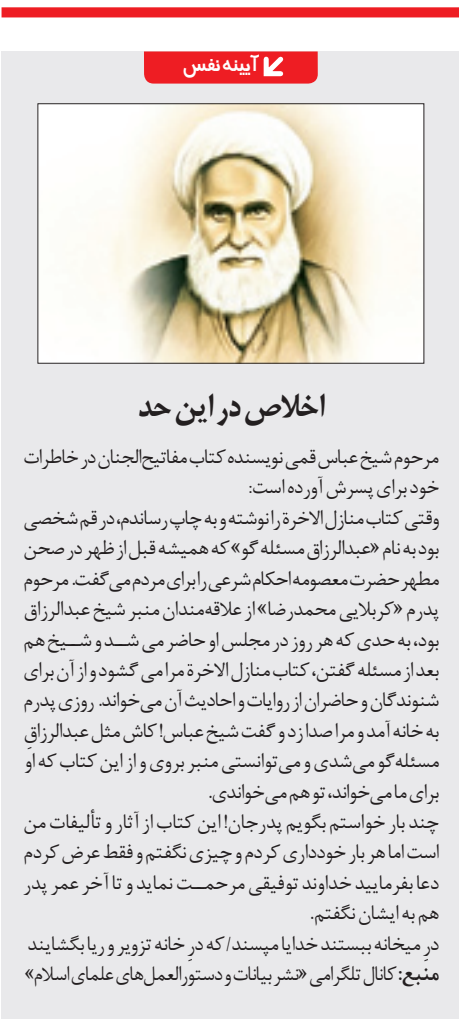 آیینه نفس
اخلاص در این حد
مرحوم شیخ عباس قمی نویسنده کتاب مفاتیح‌الجنان در خاطرات
خود برای پسرش آورده است:
وقتی کتاب منازل الاخرة را نوشته و به چاپ رساندم، در قم شخصی
بود به نام «عبدالرزاق مسئله گو» که همیشه قبل از ظهر در صحن
مطهر حضرت معصومه احکام شرعی را برای مردم می‌گفت. مرحوم
پدرم «کربلایی محمدرضا» از علاقه‌مندان منبر شیخ عبدالرزاق
بود، به حدی که هر روز در مجلس او حاضر می شد و شیخ هم
بعد از مسئله گفتن، کتاب منازل الاخرة مرا می گشود و از آن برای
شنوندگان و حاضران از روایات و احادیث آن می‌خواند. روزی پدرم
به خانه آمد و مرا صدا زد و گفت شیخ عباس! کاش مثل عبدالرزاقِ
مسئله‌گو می‌شدی و می‌توانستی منبر بروی و از این کتاب که او
برای ما می‌خواند، تو هم می‌خواندی.
چند بار خواستم بگویم پدرجان! این کتاب از آثار و تألیفات من
است اما هر بار خودداری کردم و چیزی نگفتم و فقط عرض کردم
دعا بفرمایید خداوند توفیقی مرحمت نماید و تا آخر عمر پدر
هم به ایشان نگفتم.
درِ میخانه ببستند خدایا مپسند/ که درِ خانه تزویر و ریا بگشایند
منبع: کانال تلگرامی «نشر بیانات و دستورالعمل‌های علمای اسلام»